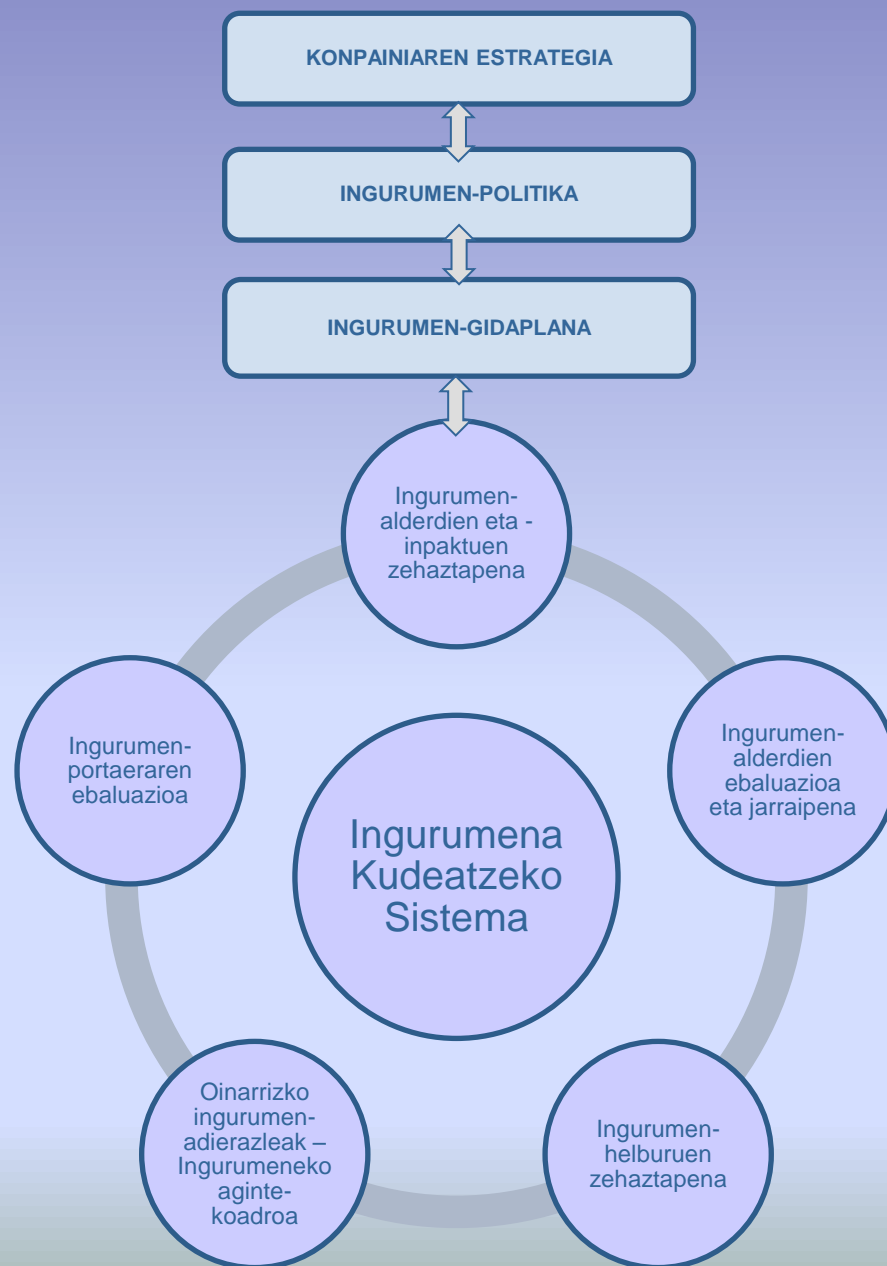 KONPAINIAREN ESTRATEGIA
INGURUMEN-POLITIKA
INGURUMEN-GIDAPLANA
Ingurumen-
alderdien eta -
inpaktuen
zehaztapena
Ingurumen-
alderdien
ebaluazioa
eta jarraipena
Ingurumen-
helburuen
zehaztapena
Oinarrizko
ingurumen-
adierazleak –
Ingurumeneko
aginte-
koadroa
Ingurumen-
portaeraren
ebaluazioa
Ingurumena
Kudeatzeko
Sistema